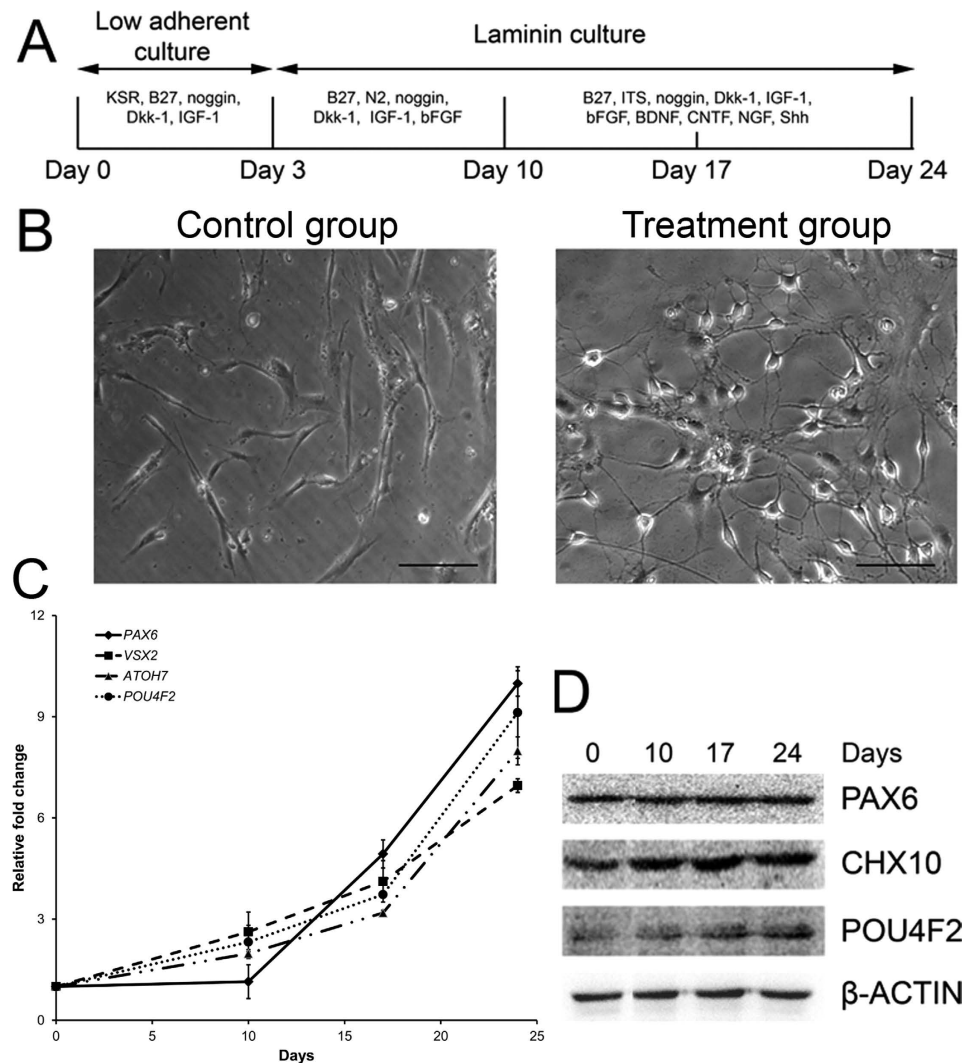 A
Low adherent
culture
Laminin culture
KSR, B27, noggin,
Dkk-1, IGF-1
B27, N2, noggin,
Dkk-1, IGF-1, bFGF
B27, ITS, noggin, Dkk-1, IGF-1,
bFGF, BDNF, CNTF, NGF, Shh
Day 0
Day 3
Day 10
Day 17
Day 24
B
Control group
Treatment group
C
12
9
6
3
0
Relative fold change
PAX6
VSX2
ATOH7
POU4F2
0
5
10
15
20
25
Days
D
0 10 17 24 Days
PAX6
CHX10
POU4F2
β-ACTIN